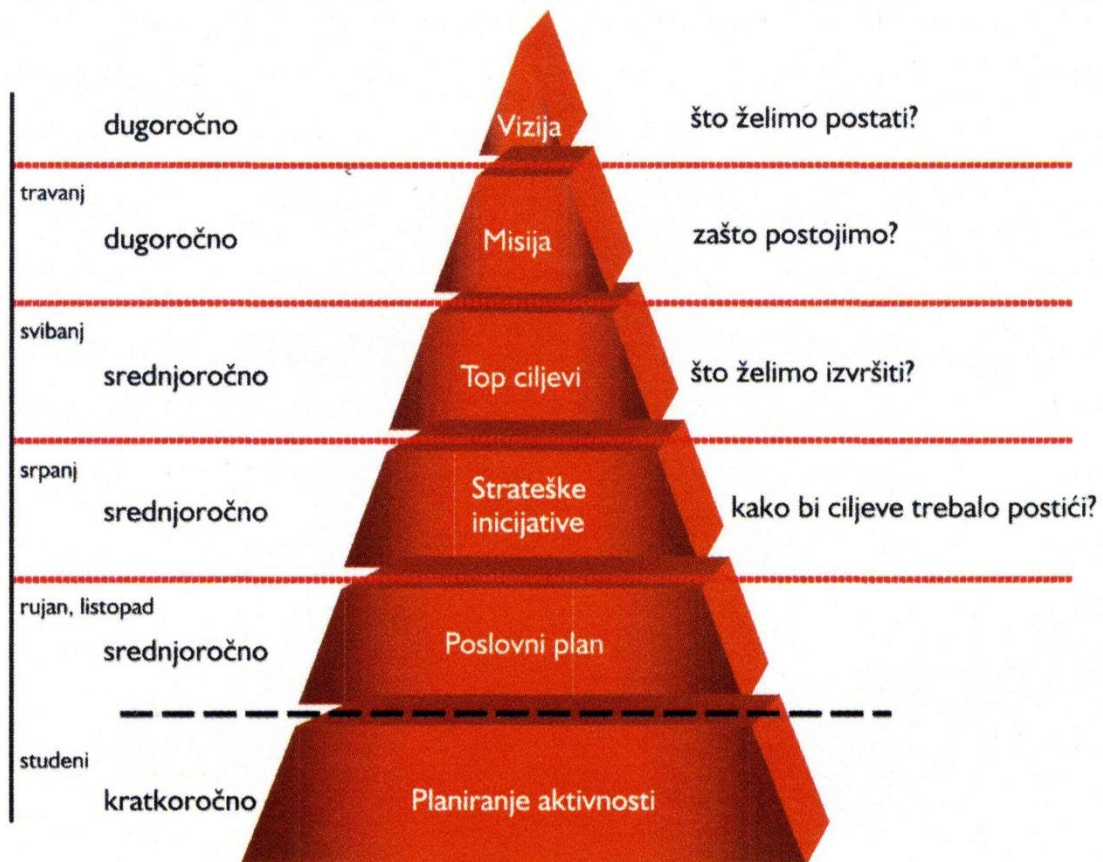 dugoročno
Vizija
što želimo postati?
travanj
dugoročno
Misija
zašto postojimo?
svibanj
srednjoročno
Top ciljevi
što želimo izvršiti?
srpanj
srednjoročno
Strateške
inicijative
kako bi ciljeve trebalo postići?
rujan, listopad
srednjoročno
Poslovni plan
studeni
kratkoročno
Planiranje aktivnosti